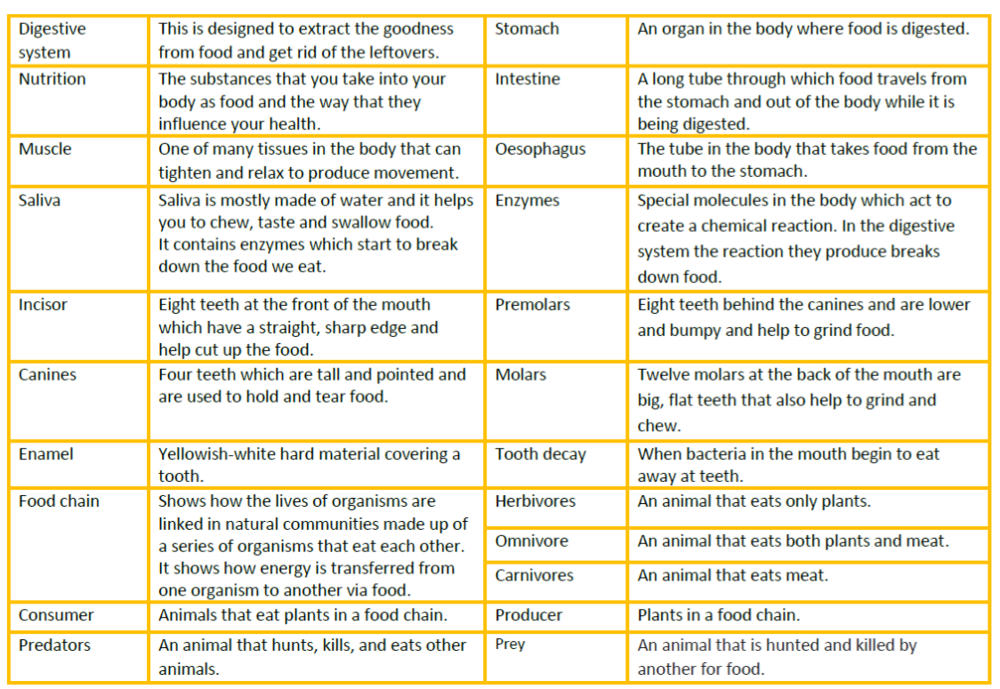 Digestive
system
This is designed to extract the goodness
from food and get rid of the leftovers.
Stomach
An organ in the body where food is digested.
Nutrition
The substances that you take into your
body as food and the way that they
influence your health.
Intestine
A long tube through which food travels from
the stomach and out of the body while it is
being digested.
Muscle
One of many tissues in the body that can
tighten and relax to produce movement.
Oesophagus
The tube in the body that takes food from the
mouth to the stomach.
Saliva
Saliva is mostly made of water and it helps
you to chew, taste and swallow food.
It contains enzymes which start to break
down the food we eat.
Enzymes
Special molecules in the body which act to
create a chemical reaction. In the digestive
system the reaction they produce breaks
down food.
Incisor
Eight teeth at the front of the mouth
which have a straight, sharp edge and
help cut up the food.
Premolars
Eight teeth behind the canines and are lower
and bumpy and help to grind food.
Canines
Four teeth which are tall and pointed and
are used to hold and tear food.
Molars
Twelve molars at the back of the mouth are
big, flat teeth that also help to grind and
chew.
Enamel
Yellowish-white hard material covering a
tooth.
Tooth decay
When bacteria in the mouth begin to eat
away at teeth.
Food chain
Shows how the lives of organisms are
linked in natural communities made up of
a series of organisms that eat each other.
It shows how energy is transferred from
one organism to another via food.
Herbivores
An animal that eats only plants.
Omnivore
An animal that eats both plants and meat.
Carnivores
An animal that eats meat.
Consumer
Animals that eat plants in a food chain.
Producer
Plants in a food chain.
Predators
An animal that hunts, kills, and eats other
animals.
Prey
An animal that is hunted and killed by
another for food.